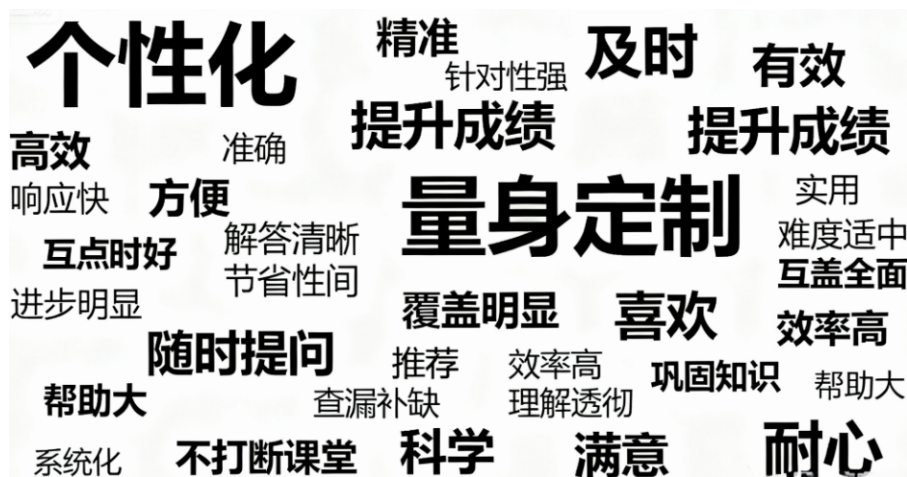 个性化
精准
针对性强
及时
有效
提升成绩
提升成绩
高效
准确
响应快
方便
量身定制
实用
互点时好
解答清晰
节省性间
难度适中
互盖全面
进步明显
覆盖明显
喜欢
效率高
随时提问
推荐
效率高
巩固知识
帮助大
帮助大
查漏补缺
理解透彻
系统化
不打断课堂
科学
满意
耐心